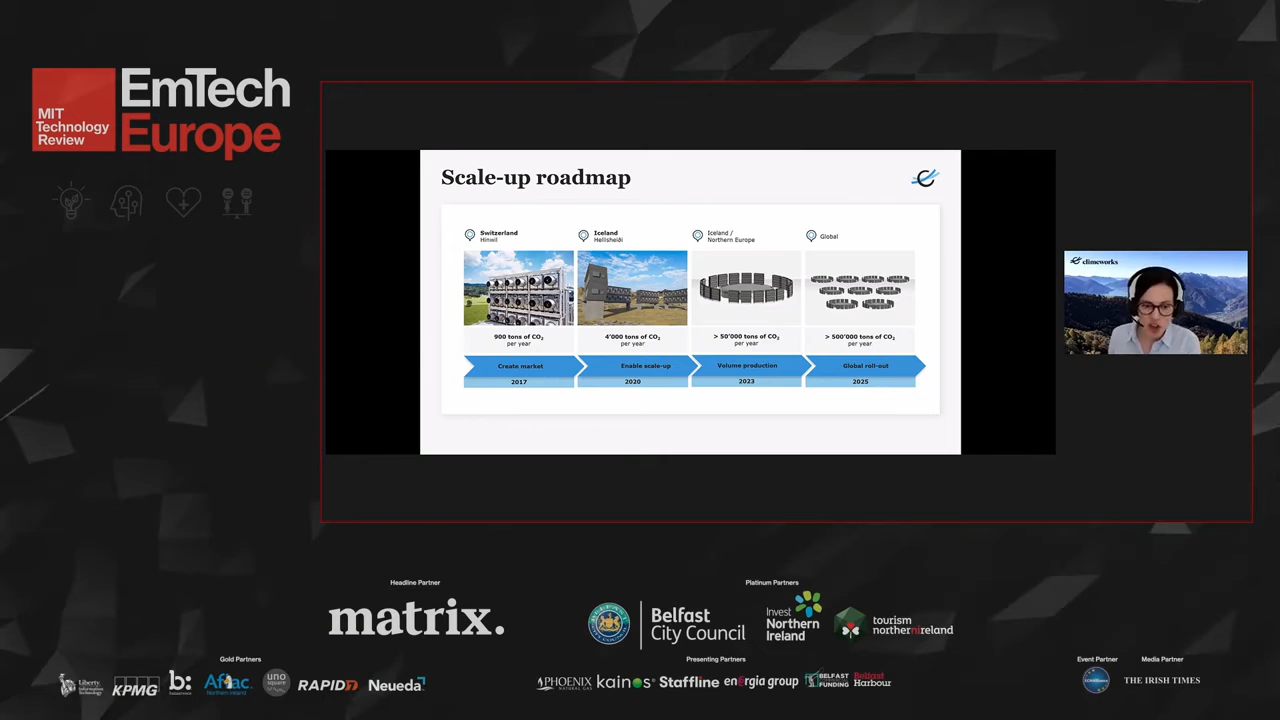 MIT
Technology
Review
EmTech
Europe
Scale-up roadmap
Switzerland
Hinwil
Iceland
Hellisheiði
Iceland /
Northern Europe
Global
900 tons of CO₂
per year
4'000 tons of CO₂
per year
> 50'000 tons of CO₂
per year
> 500'000 tons of CO₂
per year
Create market
Enable scale-up
Volume production
Global roll-out
2017
2020
2023
2025
climeworks
Headline Partner
matrix.
Platinum Partners
BELFAST
Belfast
City Council
Invest
Northern
Ireland
tourism
northernireland
Gold Partners
Liberty
Information
Technology
KPMG
b:
Aflac
Northern Ireland
uno
square
RAPID7
Neueda
Presenting Partners
PHOENIX
NATURAL GAS
kainos
Staffline
energia group
BELFAST
FUNDING
Belfast
Harbour
Event Partner
Media Partner
THE IRISH TIMES